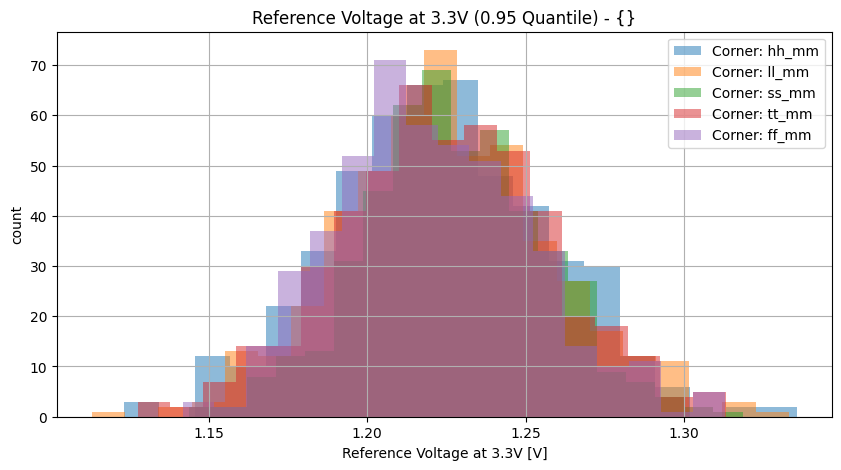 Reference Voltage at 3.3V (0.95 Quantile) - {}
Corner: hh_mm
Corner: ll_mm
Corner: ss_mm
Corner: tt_mm
Corner: ff_mm
70
60
50
40
30
20
10
0
count
1.15
1.20
1.25
1.30
Reference Voltage at 3.3V [V]